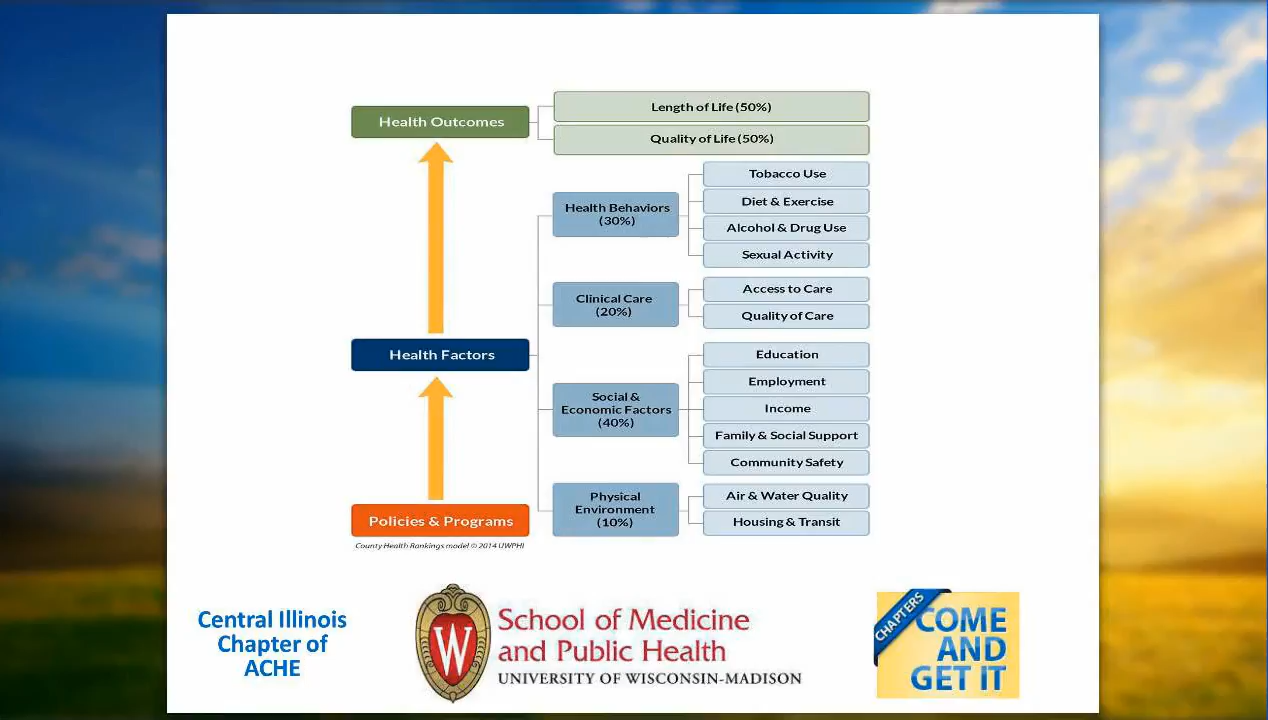 Health Outcomes
Length of Life (50%)
Quality of Life (50%)
Health Behaviors
(30%)
Tobacco Use
Diet & Exercise
Alcohol & Drug Use
Sexual Activity
Clinical Care
(20%)
Access to Care
Quality of Care
Health Factors
Social &
Economic Factors
(40%)
Education
Employment
Income
Family & Social Support
Community Safety
Physical
Environment
(10%)
Air & Water Quality
Housing & Transit
Policies & Programs
County Health Rankings model © 2014 UWPHI
Central Illinois
Chapter of
ACHE
W
School of Medicine
and Public Health
UNIVERSITY OF WISCONSIN-MADISON
CHAPTERS
COME
AND
GET IT